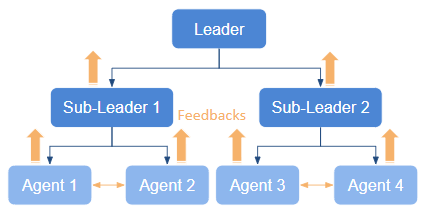 Leader
Sub-Leader 1
Sub-Leader 2
Feedbacks
Agent 1
Agent 2
Agent 3
Agent 4